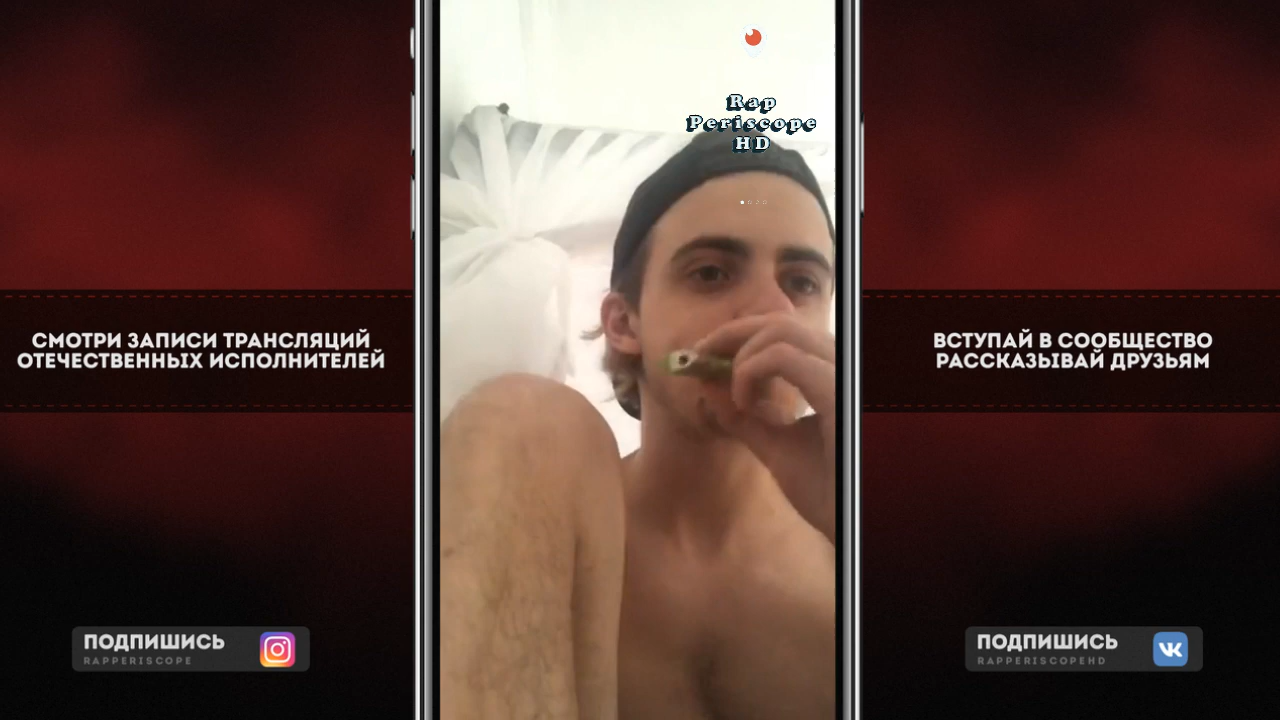 Rap
Periscope
HD
СМОТРИ ЗАПИСИ ТРАНСЛЯЦИЙ
ОТЕЧЕСТВЕННЫХ ИСПОЛНИТЕЛЕЙ
ВСТУПАЙ В СООБЩЕСТВО
РАССКАЗЫВАЙ ДРУЗЬЯМ
ПОДПИШИСЬ
RAPPERISCOPE
ПОДПИШИСЬ
RAPPERISCOPEHD